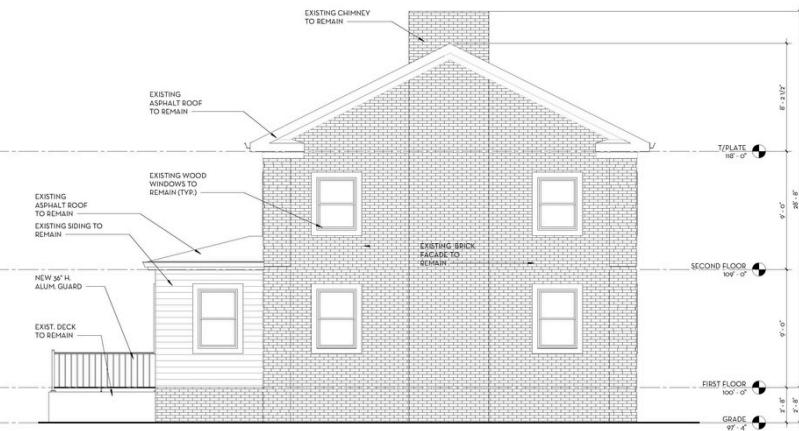 EXISTING CHIMNEY
TO REMAIN
EXISTING
ASPHALT ROOF
TO REMAIN
EXISTING WOOD
WINDOWS TO
REMAIN (TYP.)
EXISTING
ASPHALT ROOF
TO REMAIN
EXISTING SIDING TO
REMAIN
EXISTING BRICK
FACADE TO
REMAIN
NEW 36" H.
ALUM. GUARD
EXIST. DECK
TO REMAIN
8' - 2 1/2"
T/PLATE
118' - 0"
9' - 0"
28' - 8"
SECOND FLOOR
109' - 0"
9' - 0"
FIRST FLOOR
100' - 0"
2' - 8"
2' - 8"
GRADE
97' - 4"